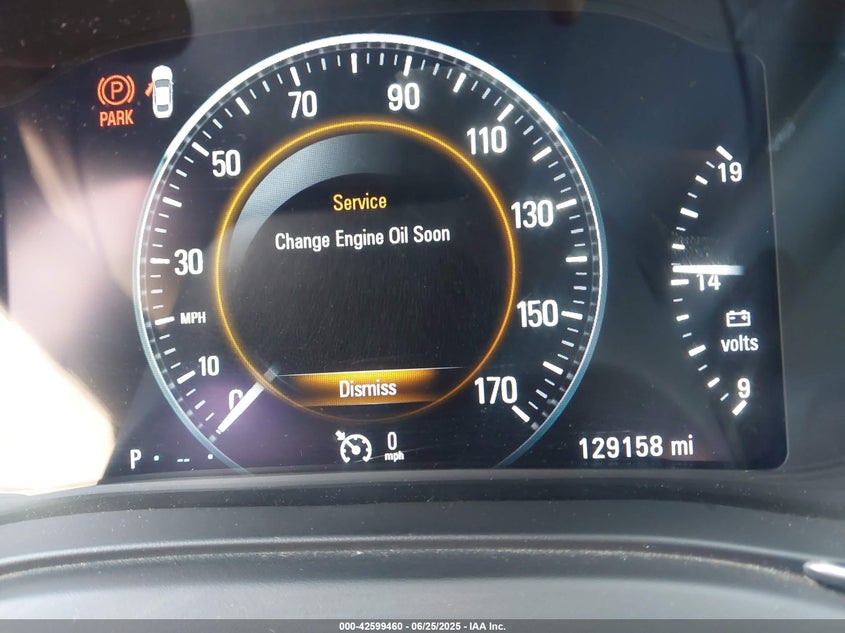 PARK
P
70
90
50
110
30
130
MPH
10
150
0
170
Service
Change Engine Oil Soon
Dismiss
19
14
volts
9
P
0
mph
129158 mi
000-42599460 - 06/25/2025 - IAA Inc.